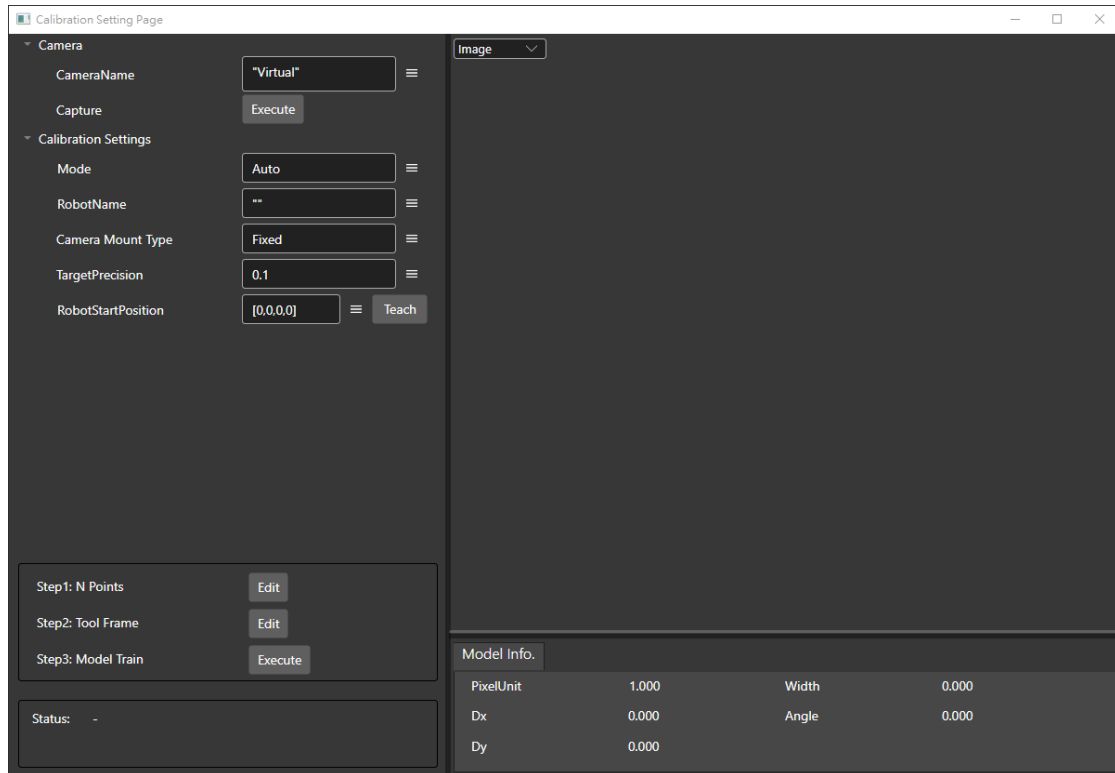 Calibration Setting Page
Camera
CameraName "Virtual"
Capture Execute
Calibration Settings
Mode Auto
RobotName ""
Camera Mount Type Fixed
TargetPrecision 0.1
RobotStartPosition [0,0,0,0] Teach
Step1: N Points Edit
Step2: Tool Frame Edit
Step3: Model Train Execute
Status: -
Image
Model Info.
PixelUnit 1.000 Width 0.000
Dx 0.000 Angle 0.000
Dy 0.000